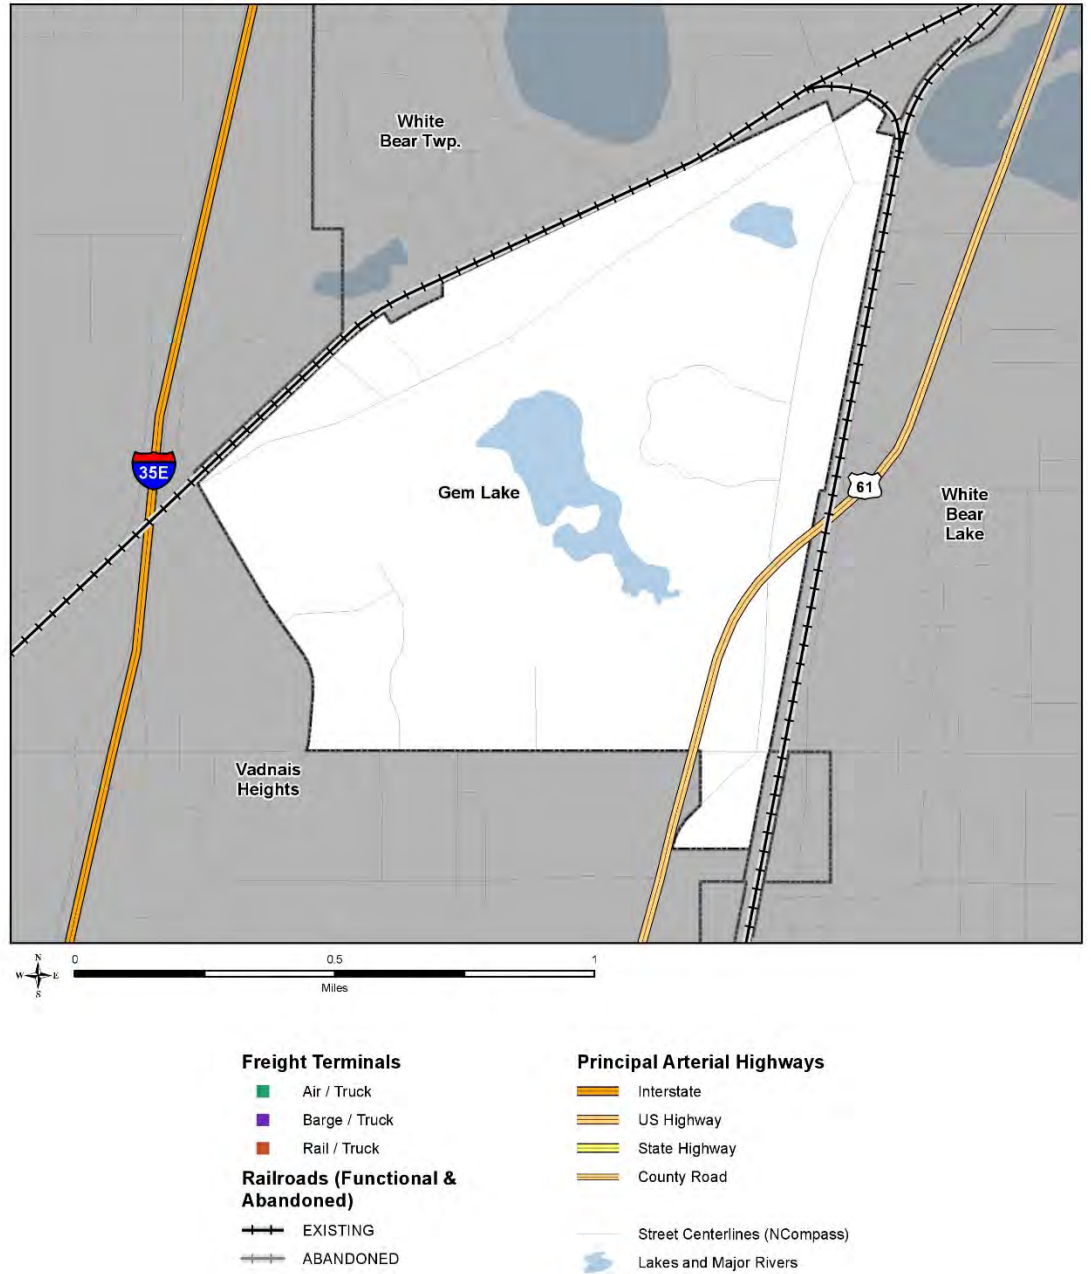 White
Bear Twp.
35E
Gem Lake
61
White
Bear
Lake
Vadnais
Heights
N
W E
S
0 0.5 1
Miles
Freight Terminals
Air / Truck
Barge / Truck
Rail / Truck
Railroads (Functional &
Abandoned)
EXISTING
ABANDONED
Principal Arterial Highways
Interstate
US Highway
State Highway
County Road
Street Centerlines (NCompass)
Lakes and Major Rivers